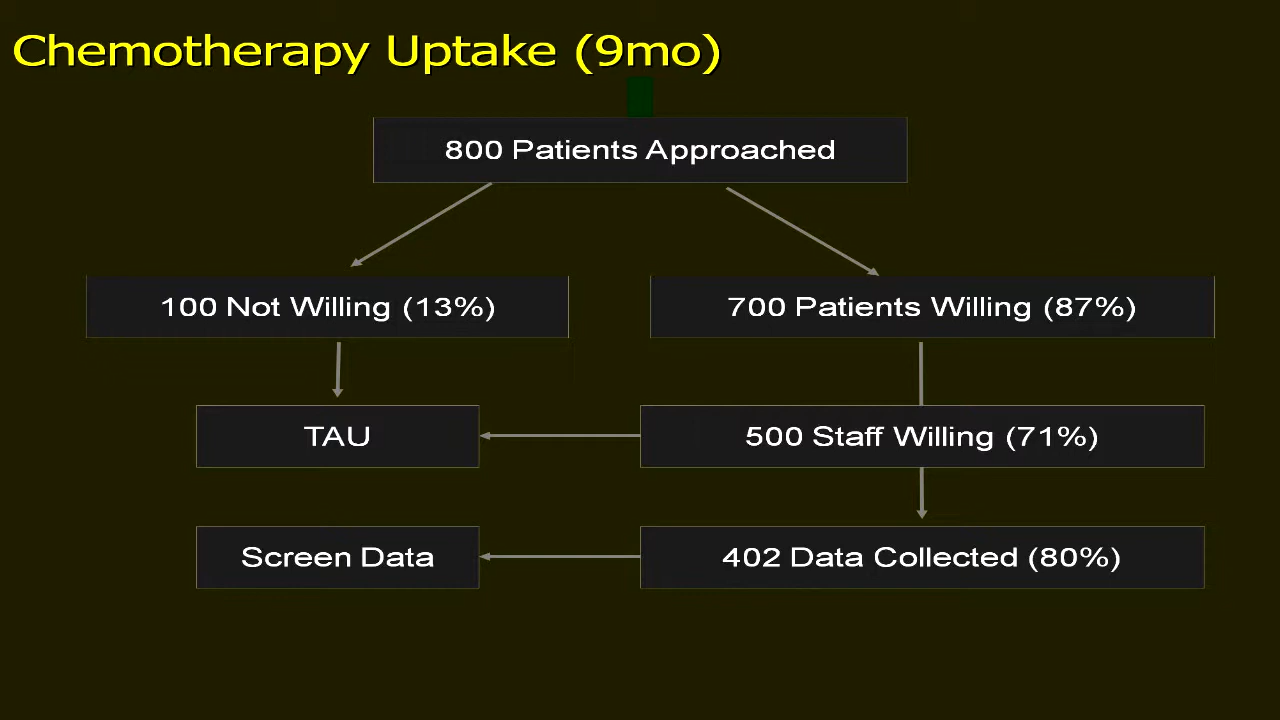 Chemotherapy Uptake (9mo)
800 Patients Approached
100 Not Willing (13%)
700 Patients Willing (87%)
TAU
500 Staff Willing (71%)
Screen Data
402 Data Collected (80%)